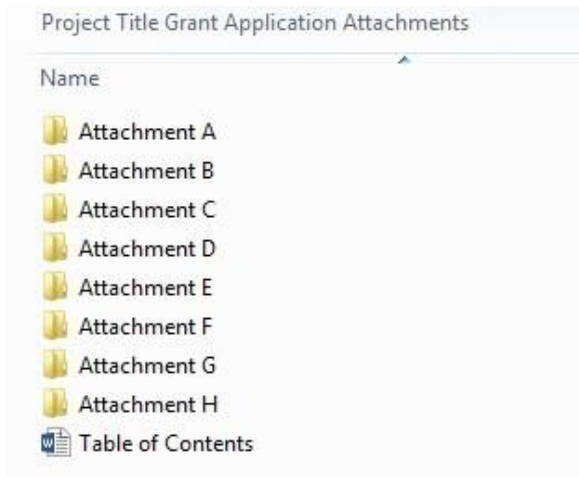 Project Title Grant Application Attachments
Name
Attachment A
Attachment B
Attachment C
Attachment D
Attachment E
Attachment F
Attachment G
Attachment H
Table of Contents